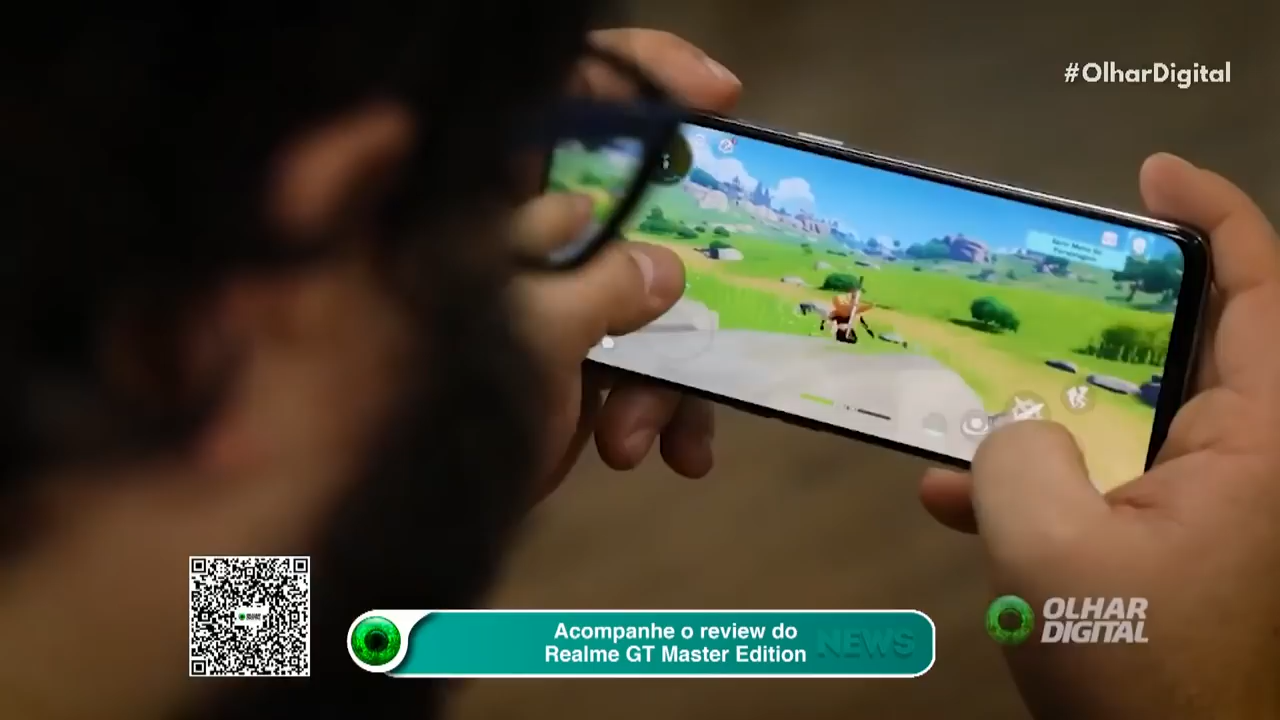 #OlharDigital
Acompanhe o review do
Realme GT Master Edition
NEWS
OLHAR
DIGITAL